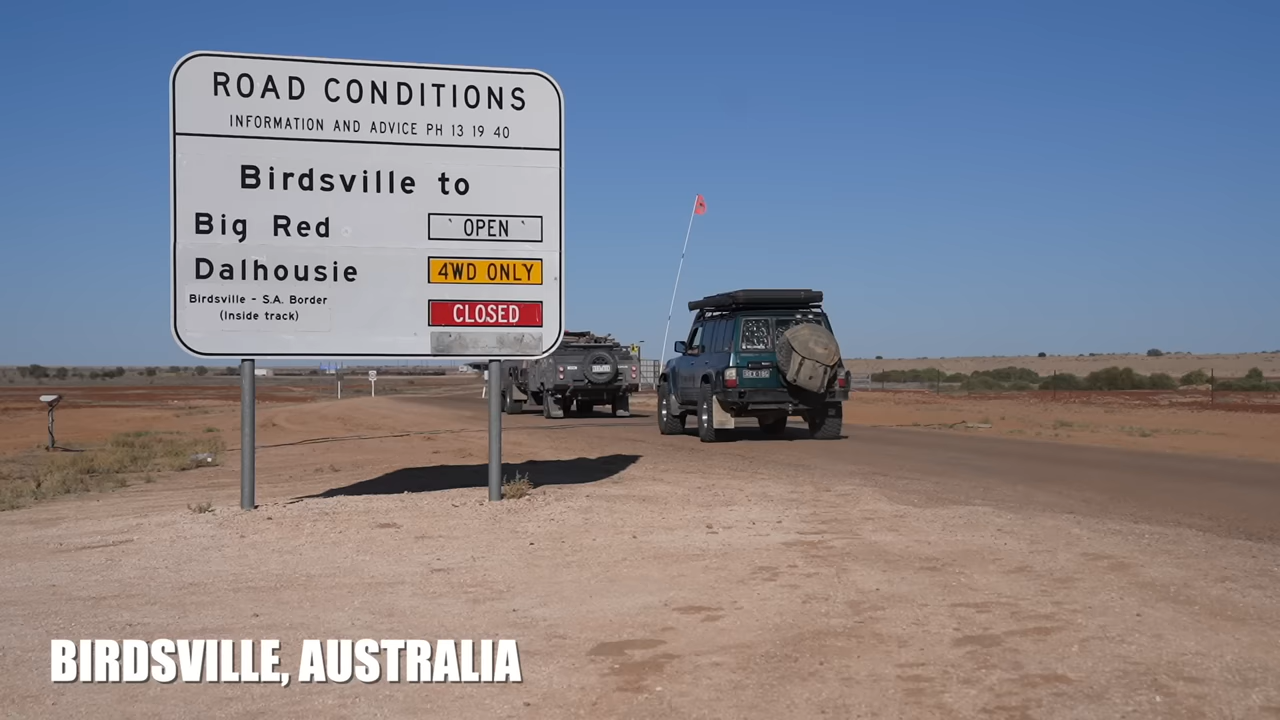 ROAD CONDITIONS
INFORMATION AND ADVICE PH 13 19 40
Birdsville to
Big Red OPEN
Dalhousie 4WD ONLY
Birdsville - S.A. Border
(Inside track) CLOSED
BIRDSVILLE, AUSTRALIA